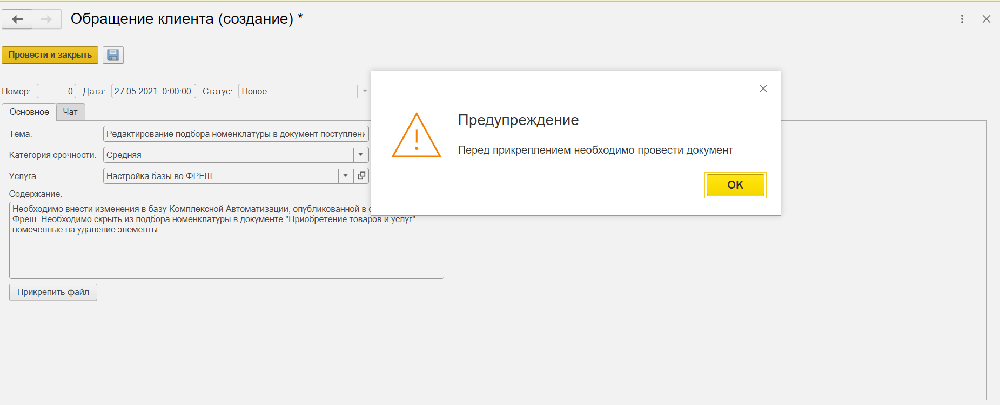 Обращение клиента (создание) *
Провести и закрыть
Номер: 0 Дата: 27.05.2021 0:00:00 Статус: Новое
Основное Чат
Тема: Редактирование подбора номенклатуры в документ
Категория срочности: Средняя
Услуга: Настройка базы во ФРЕШ
Содержание:
Необходимо внести изменения в базу Комплексной Автоматизации, опубликованной в
Фреш. Необходимо скрыть из подбора номенклатуры в документе "Приобретение товаров и услуг"
помеченные на удаление элементы.
Прикрепить файл
Предупреждение
Перед прикреплением необходимо провести документ
OK